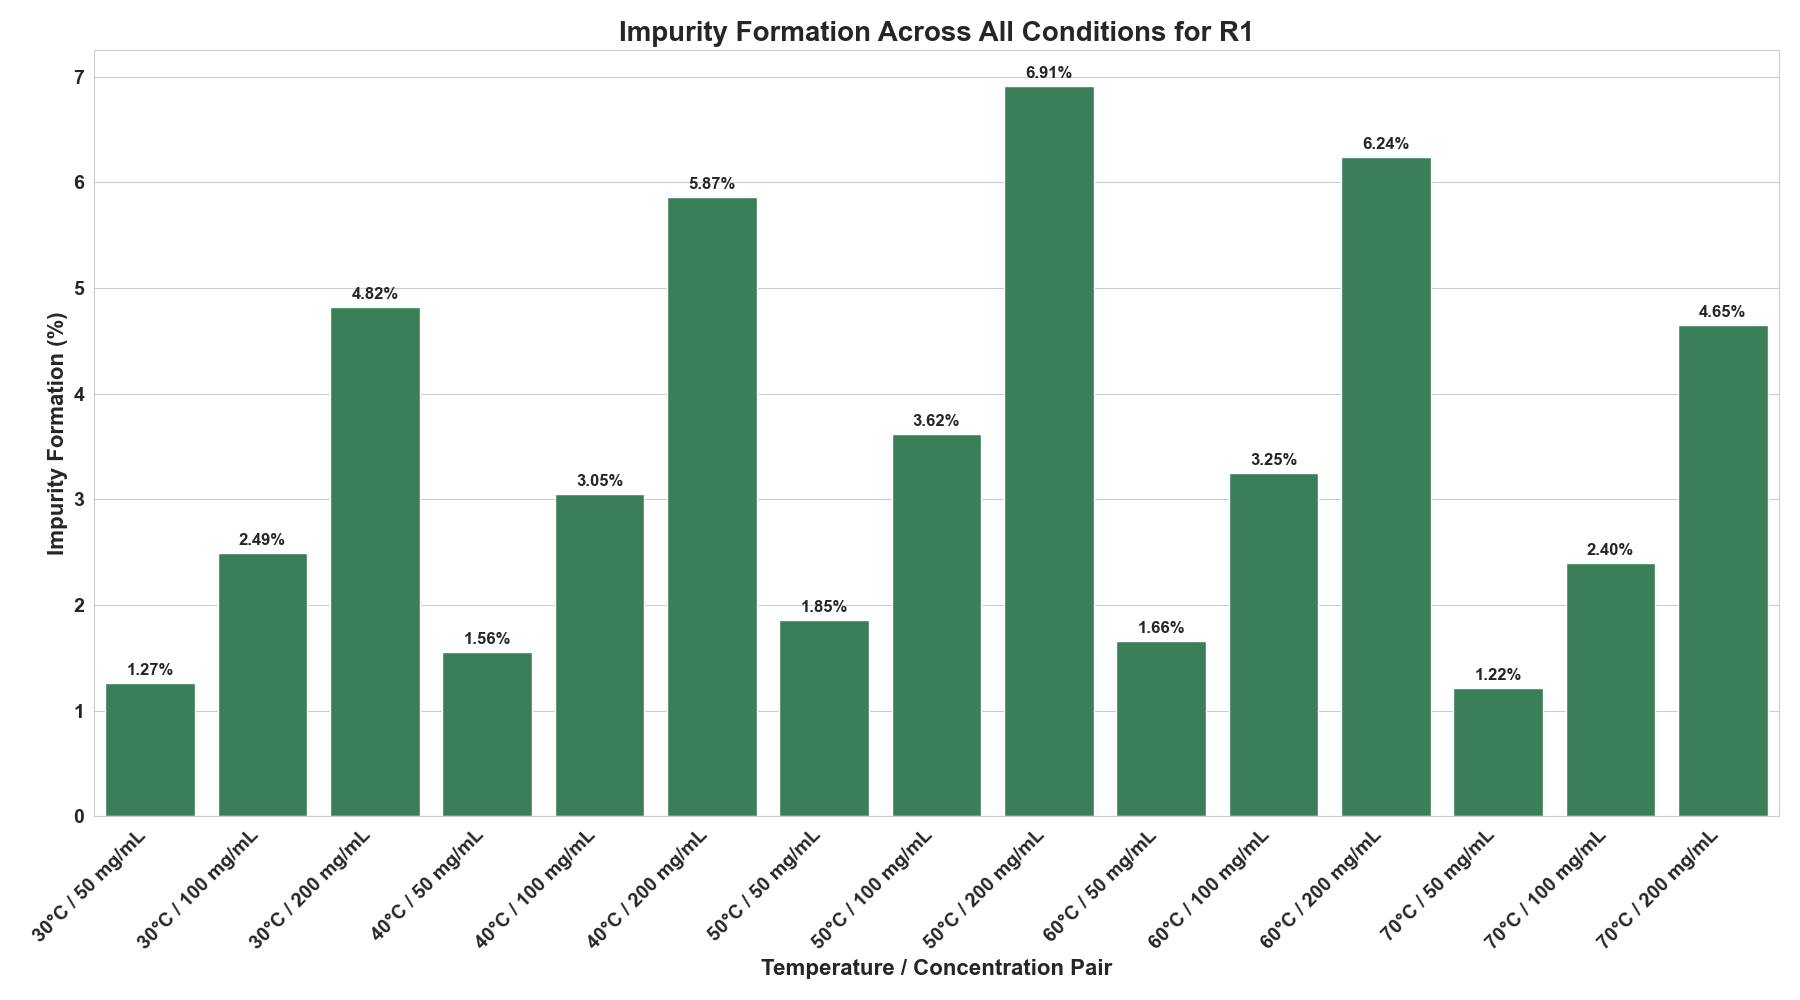 Impurity Formation Across All Conditions for R1
Impurity Formation (%)
7
6
5
4
3
2
1
0
1.27%
2.49%
4.82%
1.56%
3.05%
5.87%
1.85%
3.62%
6.91%
1.66%
3.25%
6.24%
1.22%
2.40%
4.65%
30°C / 50 mg/mL
30°C / 100 mg/mL
30°C / 200 mg/mL
40°C / 50 mg/mL
40°C / 100 mg/mL
40°C / 200 mg/mL
50°C / 50 mg/mL
50°C / 100 mg/mL
50°C / 200 mg/mL
60°C / 50 mg/mL
60°C / 100 mg/mL
60°C / 200 mg/mL
70°C / 50 mg/mL
70°C / 100 mg/mL
70°C / 200 mg/mL
Temperature / Concentration Pair